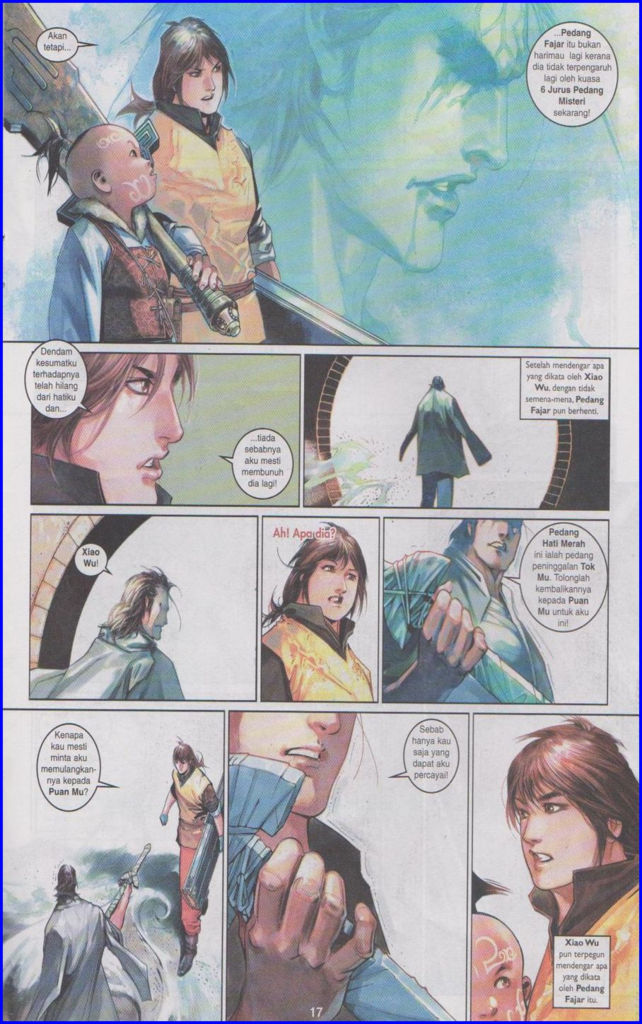 Akan
tetapi...
...Pedang
Fajar itu bukan
harimau lagi kerana
dia tidak terpengaruh
lagi oleh kuasa
6 Jurus Pedang
Misteri
sekarang!
Dendam
kesumatku
terhadapnya
telah hilang
dari hatiku
dan...
...tiada
sebabnya
aku mesti
membunuh
dia lagi!
Setelah mendengar apa
yang dikata oleh Xiao
Wu, dengan tidak
semena-mena, Pedang
Fajar pun berhenti.
Xiao
Wu!
Ah! Apa dia?
Pedang
Hati Merah
ini ialah pedang
peninggalan Tok
Mu. Tolonglah
kembalikannya
kepada Puan
Mu untuk aku
ini!
Kenapa
kau mesti
minta aku
memulangkan-
nya kepada
Puan Mu?
Sebab
hanya kau
saja yang
dapat aku
percayai!
Xiao Wu
pun terpegun
mendengar apa
yang dikata
oleh Pedang
Fajar itu.
17